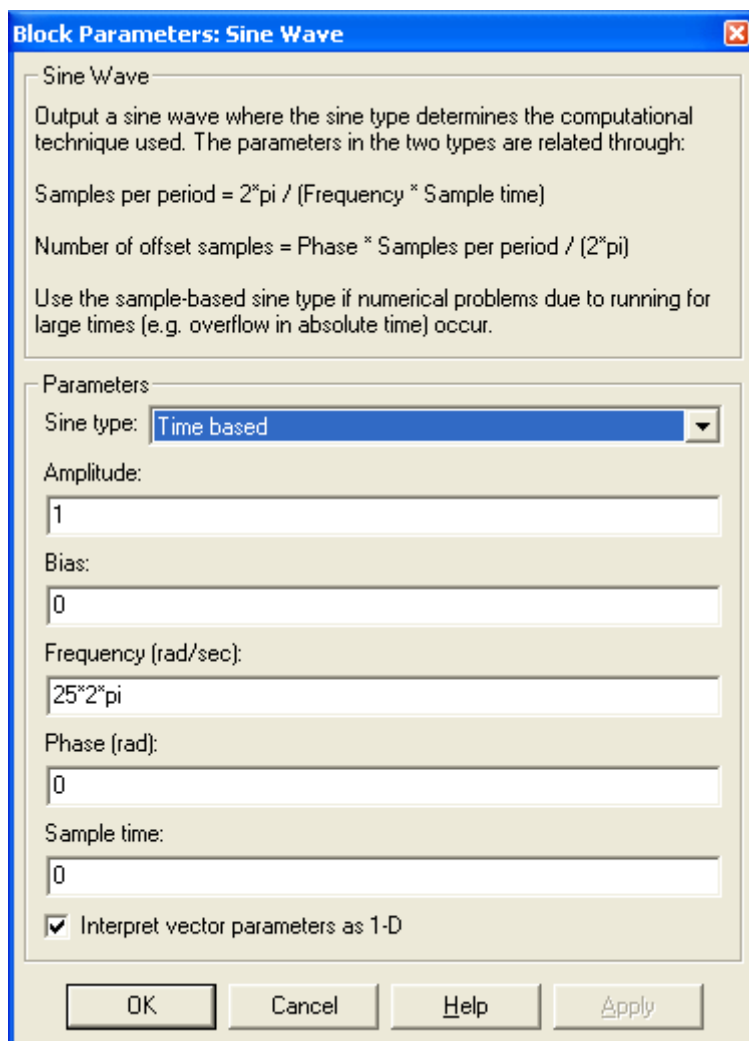 Block Parameters: Sine Wave
Sine Wave
Output a sine wave where the sine type determines the computational
technique used. The parameters in the two types are related through:
Samples per period = 2*pi / (Frequency * Sample time)
Number of offset samples = Phase * Samples per period / (2*pi)
Use the sample-based sine type if numerical problems due to running for
large times (e.g. overflow in absolute time) occur.
Parameters
Sine type: Time based
Amplitude:
1
Bias:
0
Frequency (rad/sec):
25*2*pi
Phase (rad):
0
Sample time:
0
Interpret vector parameters as 1-D
OK Cancel Help Apply